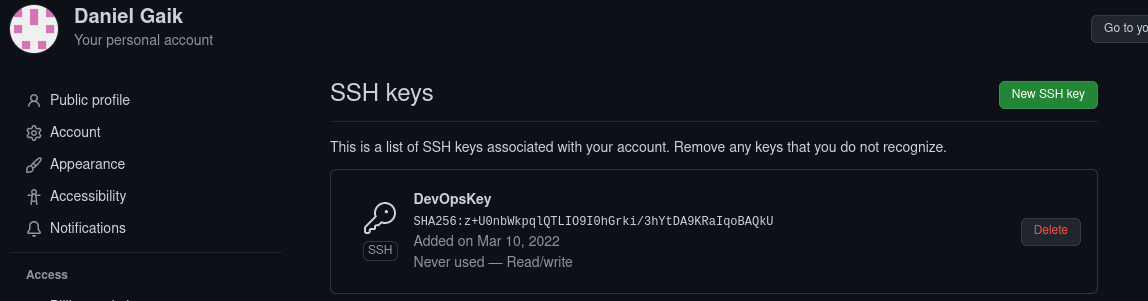 Daniel Gaik
Your personal account
Go to yo
Public profile
Account
Appearance
Accessibility
Notifications
Access
SSH keys
New SSH key
This is a list of SSH keys associated with your account. Remove any keys that you do not recognize.
DevOpsKey
SHA256:z+U0nbWkpqlQTLIO9I0hGrki/3hYtDA9KRaIqoBAQkU
Added on Mar 10, 2022
Never used — Read/write
SSH
Delete